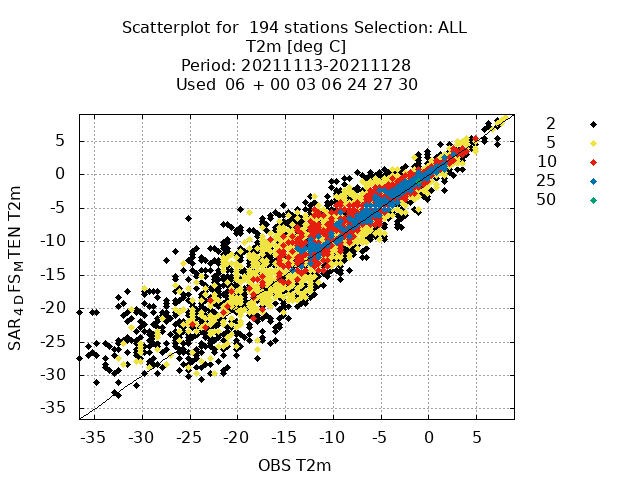 Scatterplot for  194 stations Selection: ALL
T2m [deg C]
Period: 20211113-20211128
Used  06 + 00 03 06 24 27 30
2
5
10
25
50
5
0
-5
-10
-15
-20
-25
-30
-35
SAR4DFSMTEN T2m
-35 -30 -25 -20 -15 -10 -5 0 5
OBS T2m